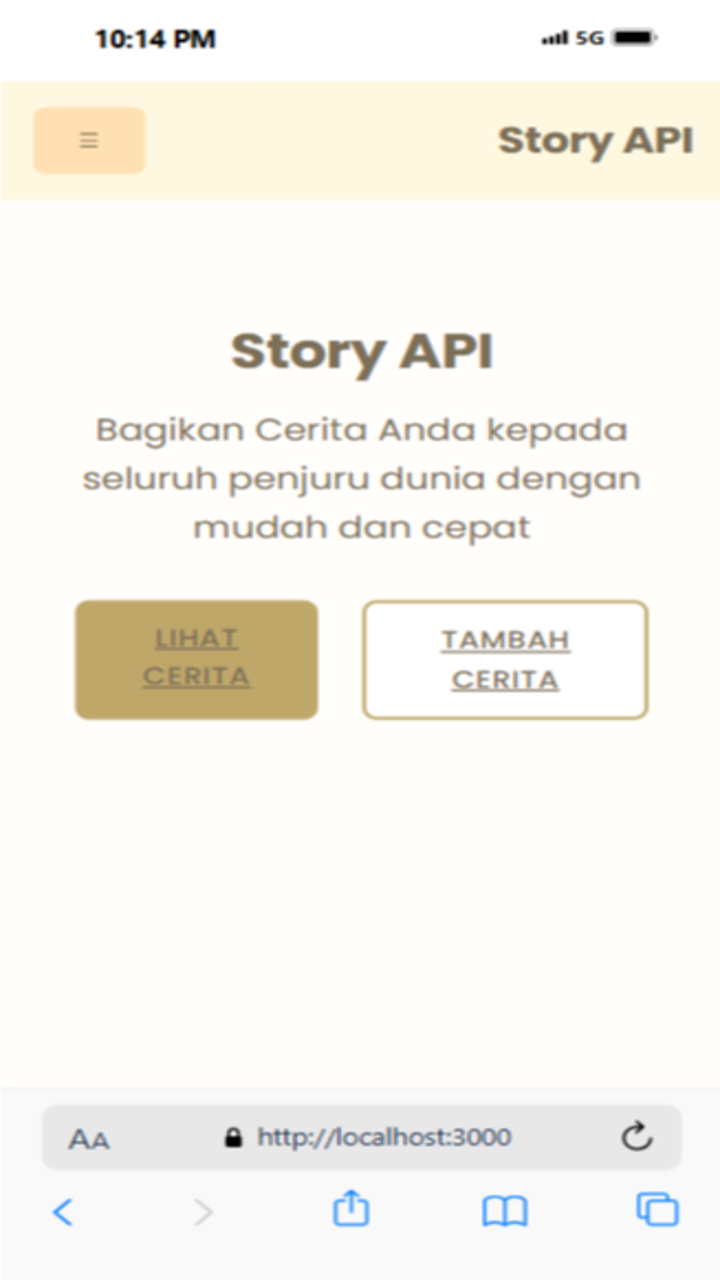 10:14 PM 5G
Story API
Story API
Bagikan Cerita Anda kepada
seluruh penjuru dunia dengan
mudah dan cepat
LIHAT
CERITA
TAMBAH
CERITA
AA http://localhost:3000